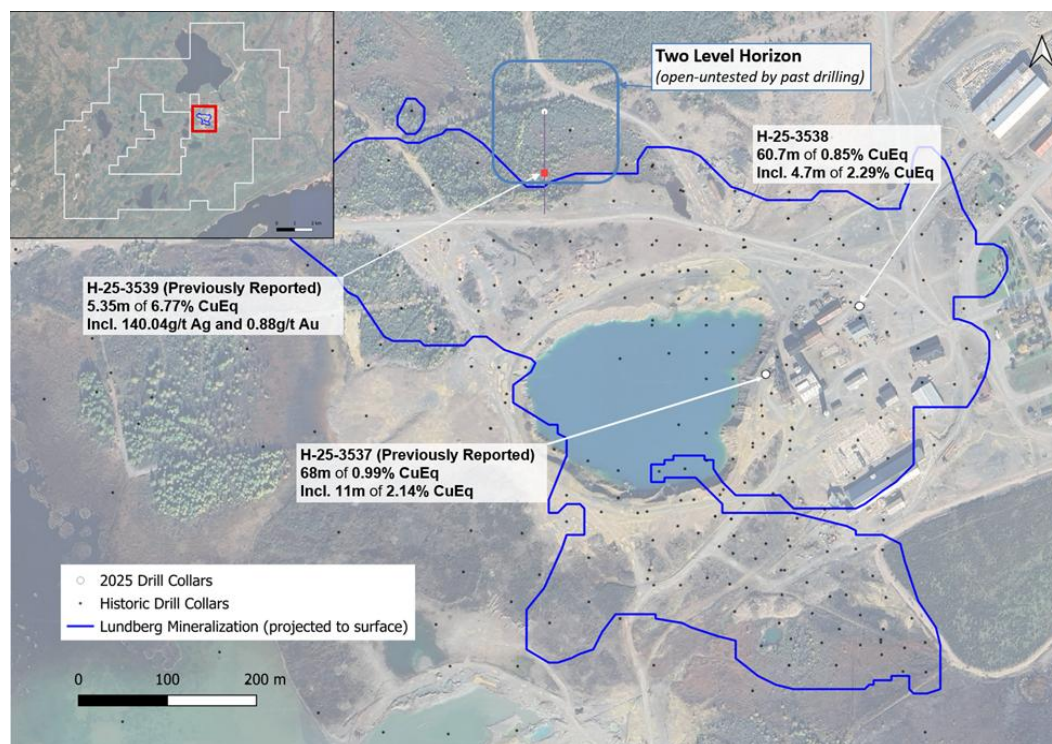 Two Level Horizon
(open-untested by past drilling)
H-25-3538
60.7m of 0.85% CuEq
Incl. 4.7m of 2.29% CuEq
H-25-3539 (Previously Reported)
5.35m of 6.77% CuEq
Incl. 140.04g/t Ag and 0.88g/t Au
H-25-3537 (Previously Reported)
68m of 0.99% CuEq
Incl. 11m of 2.14% CuEq
2025 Drill Collars
Historic Drill Collars
Lundberg Mineralization (projected to surface)
0 100 200 m